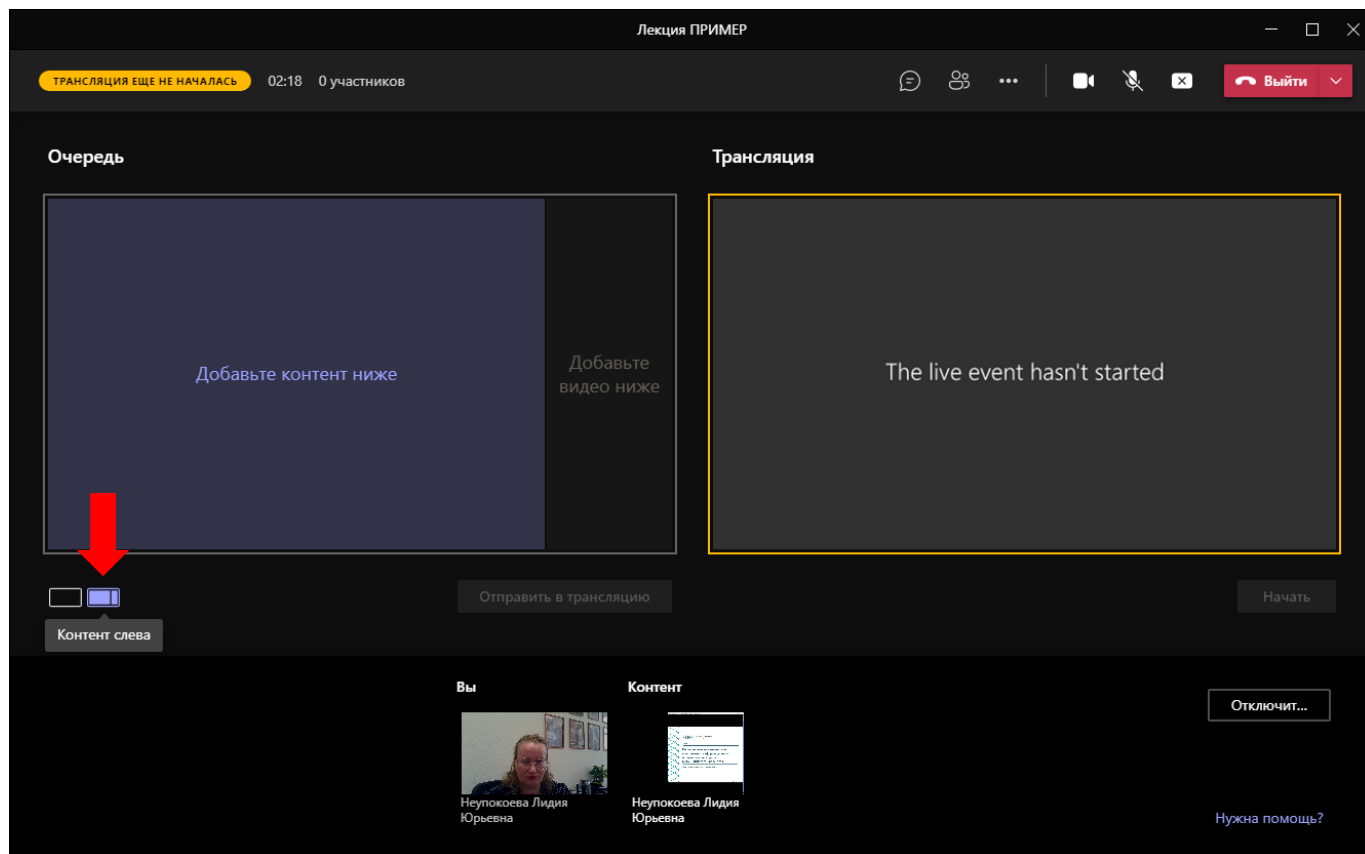 Лекция ПРИМЕР
ТРАНСЛЯЦИЯ ЕЩЕ НЕ НАЧАЛАСЬ 02:18 0 участников
Выйти
Очередь
Трансляция
Добавьте контент ниже
Добавьте
видео ниже
The live event hasn't started
Отправить в трансляцию
Начать
Контент слева
Вы
Контент
Отключит...
Неупокоева Лидия
Юрьевна
Неупокоева Лидия
Юрьевна
Нужна помощь?